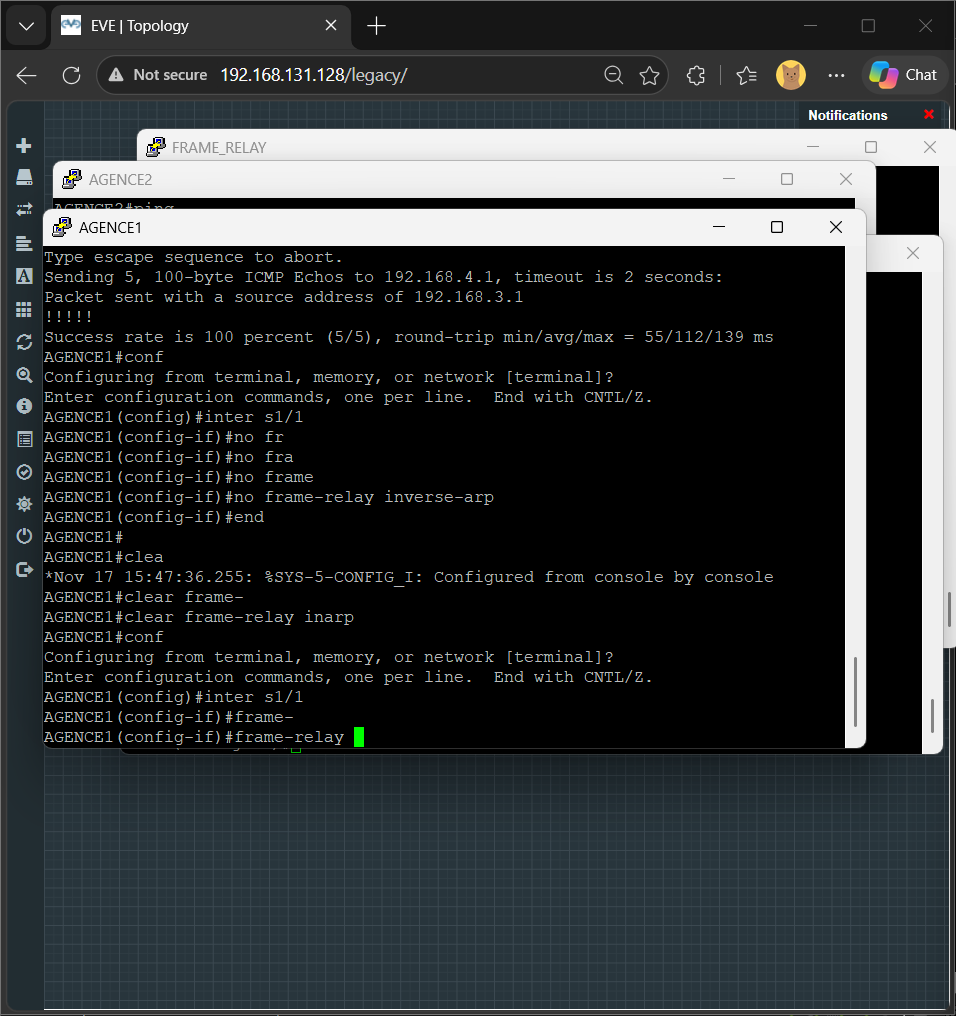 EVE | Topology
Not secure 192.168.131.128/legacy/
Chat
Notifications
FRAME_RELAY
AGENCE2
AGENCE2#ping
AGENCE1
Type escape sequence to abort.
Sending 5, 100-byte ICMP Echos to 192.168.4.1, timeout is 2 seconds:
Packet sent with a source address of 192.168.3.1
!!!!!
Success rate is 100 percent (5/5), round-trip min/avg/max = 55/112/139 ms
AGENCE1#conf
Configuring from terminal, memory, or network [terminal]?
Enter configuration commands, one per line.  End with CNTL/Z.
AGENCE1(config)#inter s1/1
AGENCE1(config-if)#no fr
AGENCE1(config-if)#no fra
AGENCE1(config-if)#no frame
AGENCE1(config-if)#no frame-relay inverse-arp
AGENCE1(config-if)#end
AGENCE1#
AGENCE1#clea
*Nov 17 15:47:36.255: %SYS-5-CONFIG_I: Configured from console by console
AGENCE1#clear frame-
AGENCE1#clear frame-relay inarp
AGENCE1#conf
Configuring from terminal, memory, or network [terminal]?
Enter configuration commands, one per line.  End with CNTL/Z.
AGENCE1(config)#inter s1/1
AGENCE1(config-if)#frame-
AGENCE1(config-if)#frame-relay